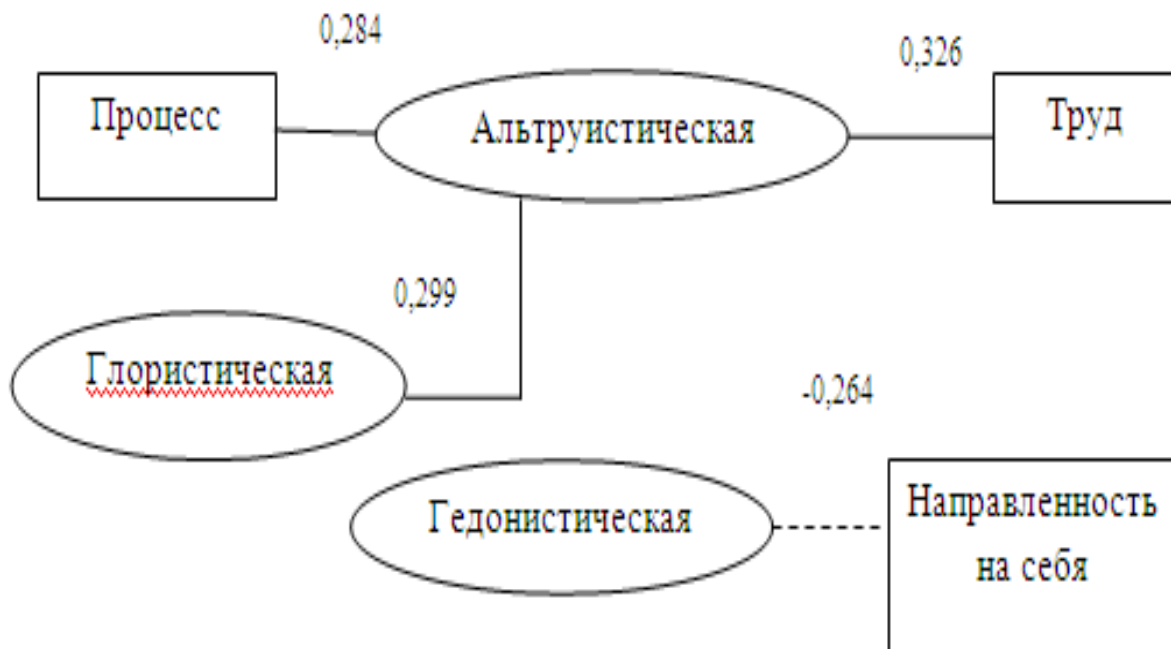 0,284
0,326
Процесс
Альтруистическая
Труд
0,299
Глористическая
-0,264
Гедонистическая
Направленность
на себя